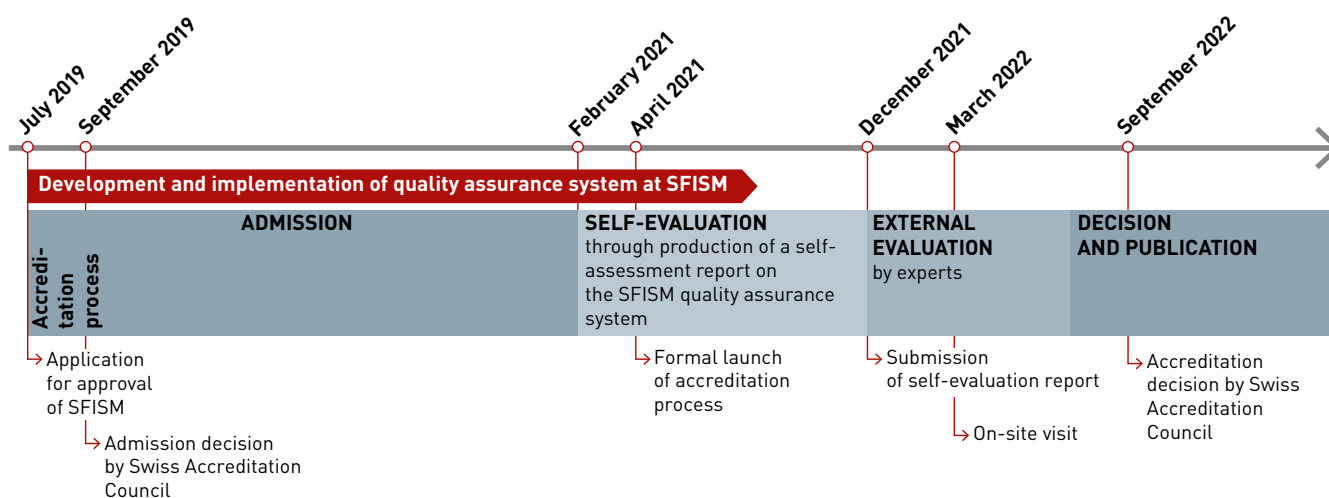 July 2019
September 2019
February 2021
April 2021
December 2021
March 2022
September 2022
Development and implementation of quality assurance system at SFISM
Accredi-
tation
process
ADMISSION
SELF-EVALUATION
through production of a self-
assessment report on
the SFISM quality assurance
system
EXTERNAL
EVALUATION
by experts
DECISION
AND PUBLICATION
Application
for approval
of SFISM
Admission decision
by Swiss Accreditation
Council
Formal launch
of accreditation
process
Submission
of self-evaluation report
On-site visit
Accreditation
decision by Swiss
Accreditation
Council